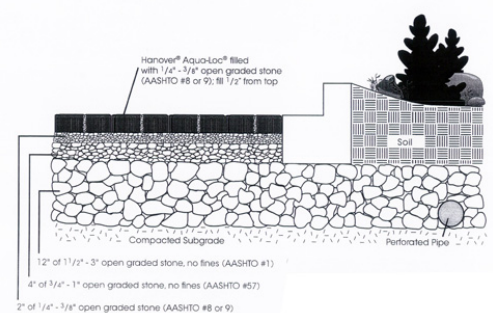 Hanover® Aqua-Loc® filled
with 1/4" - 3/8" open graded stone
(AASHTO #8 or 9); fill 1/2" from top
Soil
Compacted Subgrade
Perforated Pipe
12" of 1 1/2" - 3" open graded stone, no fines (AASHTO #1)
4" of 3/4" - 1" open graded stone, no fines (AASHTO #57)
2" of 1/4" - 3/8" open graded stone (AASHTO #8 or 9)